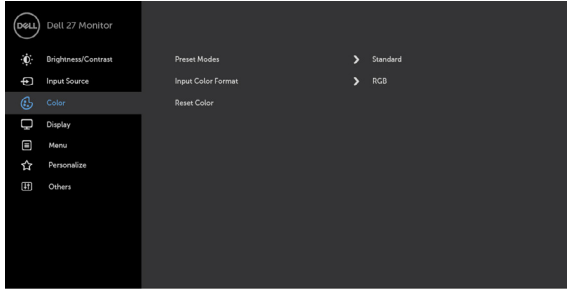 DELL Dell 27 Monitor
Brightness/Contrast
Input Source
Color
Display
Menu
Personalize
Others
Preset Modes Standard
Input Color Format RGB
Reset Color